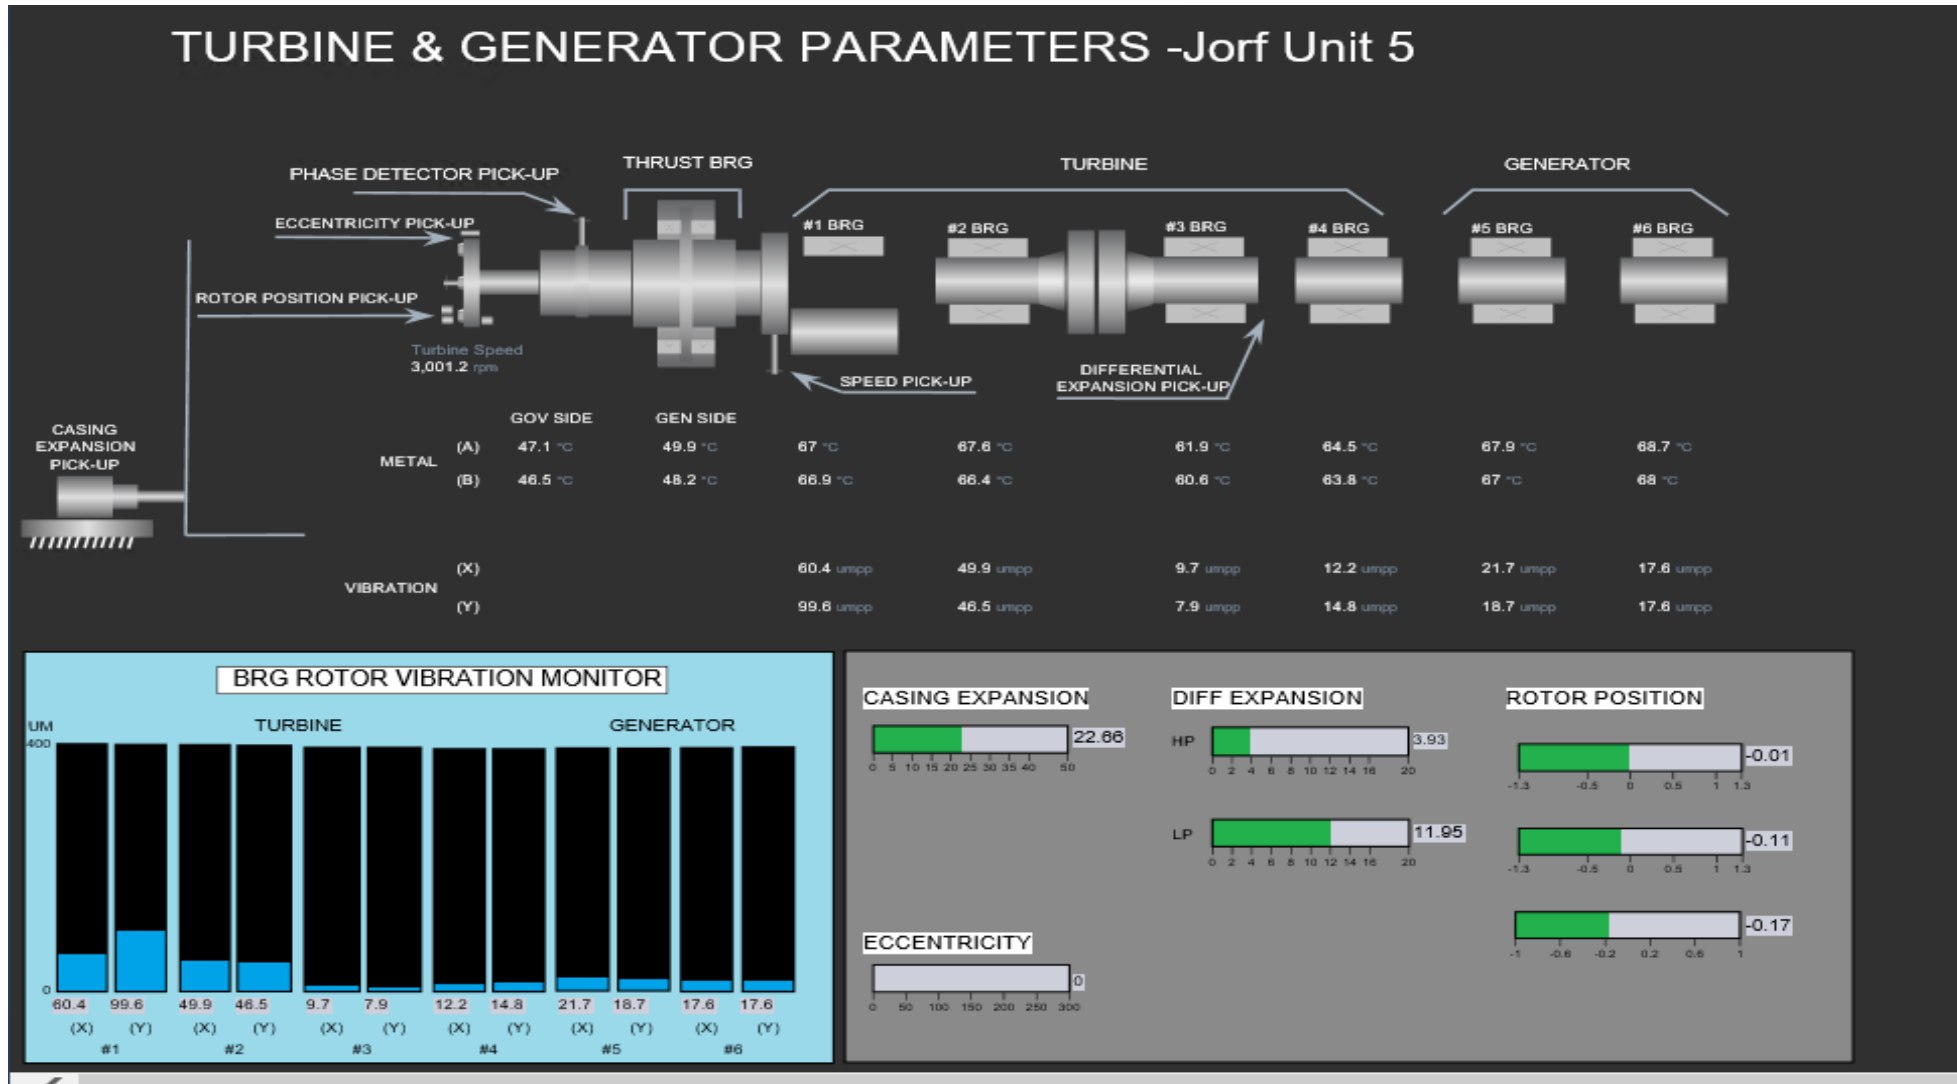 TURBINE & GENERATOR PARAMETERS -Jorf Unit 5
THRUST BRG
TURBINE
GENERATOR
PHASE DETECTOR PICK-UP
ECCENTRICITY PICK-UP
#1 BRG
#2 BRG
#3 BRG
#4 BRG
#5 BRG
#6 BRG
ROTOR POSITION PICK-UP
Turbine Speed
3,001.2 rpm
SPEED PICK-UP
DIFFERENTIAL
EXPANSION PICK-UP
CASING
EXPANSION
PICK-UP
GOV SIDE GEN SIDE
METAL
(A) 47.1 °C 49.9 °C 67 °C 67.6 °C 61.9 °C 64.5 °C 67.9 °C 68.7 °C
(B) 46.5 °C 48.2 °C 66.9 °C 66.4 °C 60.6 °C 63.8 °C 67 °C 68 °C
VIBRATION
(X) 60.4 umpp 49.9 umpp 9.7 umpp 12.2 umpp 21.7 umpp 17.6 umpp
(Y) 99.6 umpp 46.5 umpp 7.9 umpp 14.8 umpp 18.7 umpp 17.6 umpp
BRG ROTOR VIBRATION MONITOR
UM TURBINE GENERATOR
400
0
60.4 99.6 49.9 46.5 9.7 7.9 12.2 14.8 21.7 18.7 17.6 17.6
(X) (Y) (X) (Y) (X) (Y) (X) (Y) (X) (Y) (X) (Y)
#1 #2 #3 #4 #5 #6
CASING EXPANSION
22.66
0 5 10 15 20 25 30 35 40 50
DIFF EXPANSION
HP 3.93
0 2 4 6 8 10 12 14 16 20
LP 11.95
0 2 4 6 8 10 12 14 16 20
ROTOR POSITION
-0.01
-1.3 -0.5 0 0.5 1 1.3
-0.11
-1.3 -0.5 0 0.5 1 1.3
-0.17
-1 -0.6 -0.2 0.2 0.6 1
ECCENTRICITY
0
0 50 100 150 200 250 300